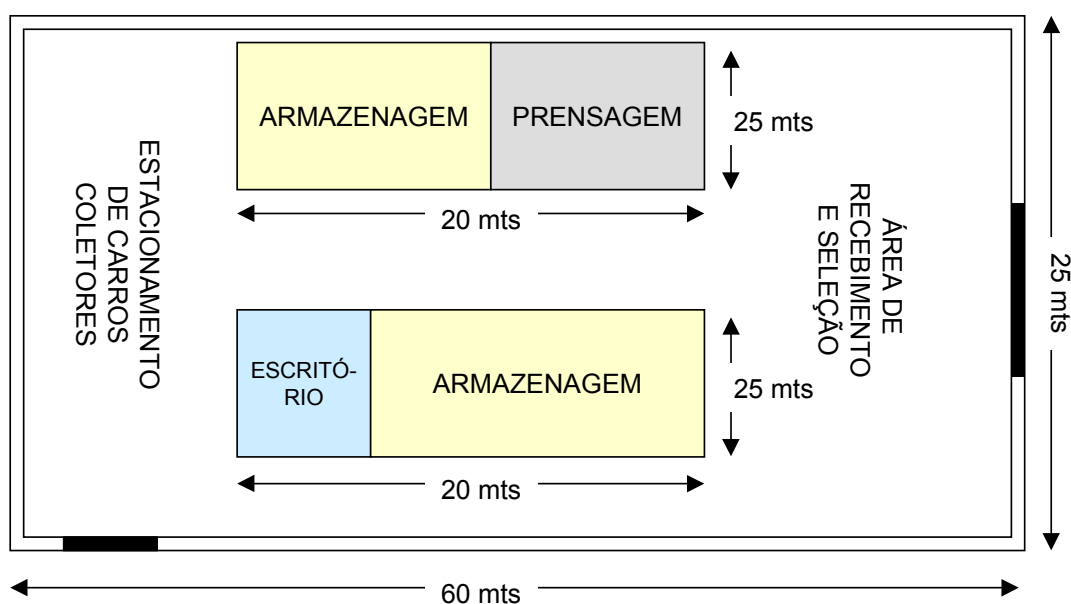 ARMAZENAGEM
PRENSAGEM
25 mts
20 mts
ESTACIONAMENTO
DE CARROS
COLETORES
ÁREA DE
RECEBIMENTO
E SELEÇÃO
25 mts
ESCRITÓ-
RIO
ARMAZENAGEM
25 mts
20 mts
60 mts